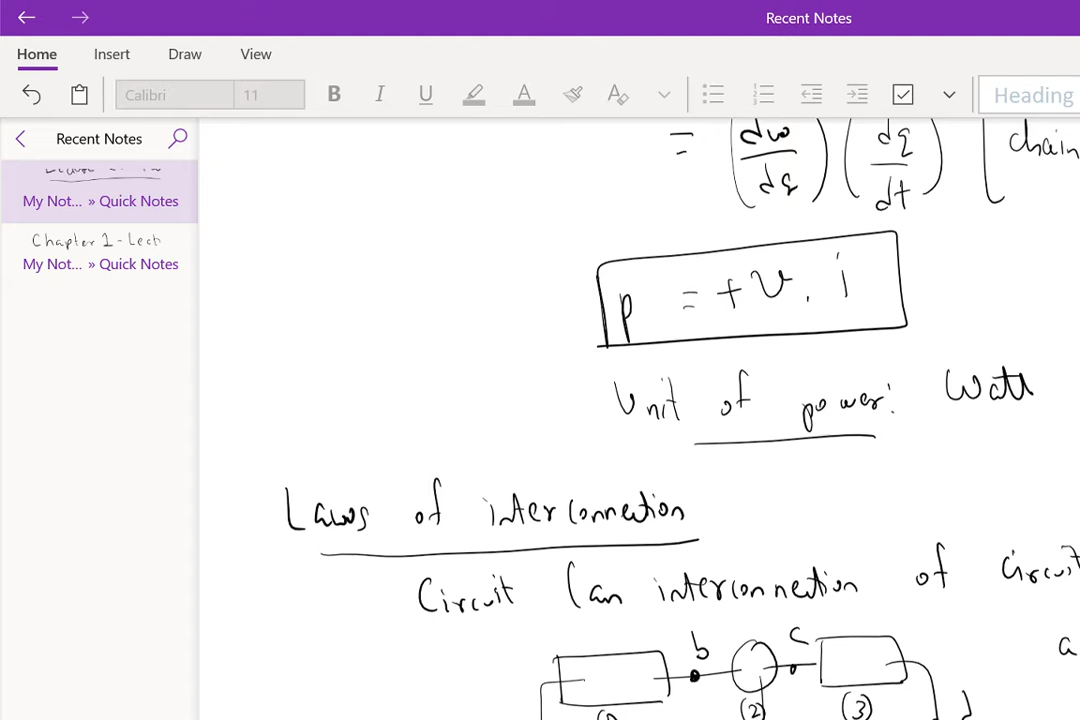 Recent Notes
Home Insert Draw View
Calibri 11 B I U A A Heading
Recent Notes
My Not... » Quick Notes
Chapter 1 - Lect
My Not... » Quick Notes
= (dw/dq) (dq/dt) [chain
p = +v . i
Unit of power: Watt
Laws of interconnection
Circuit (an interconnection of circuit
b c a
(2) (3) d